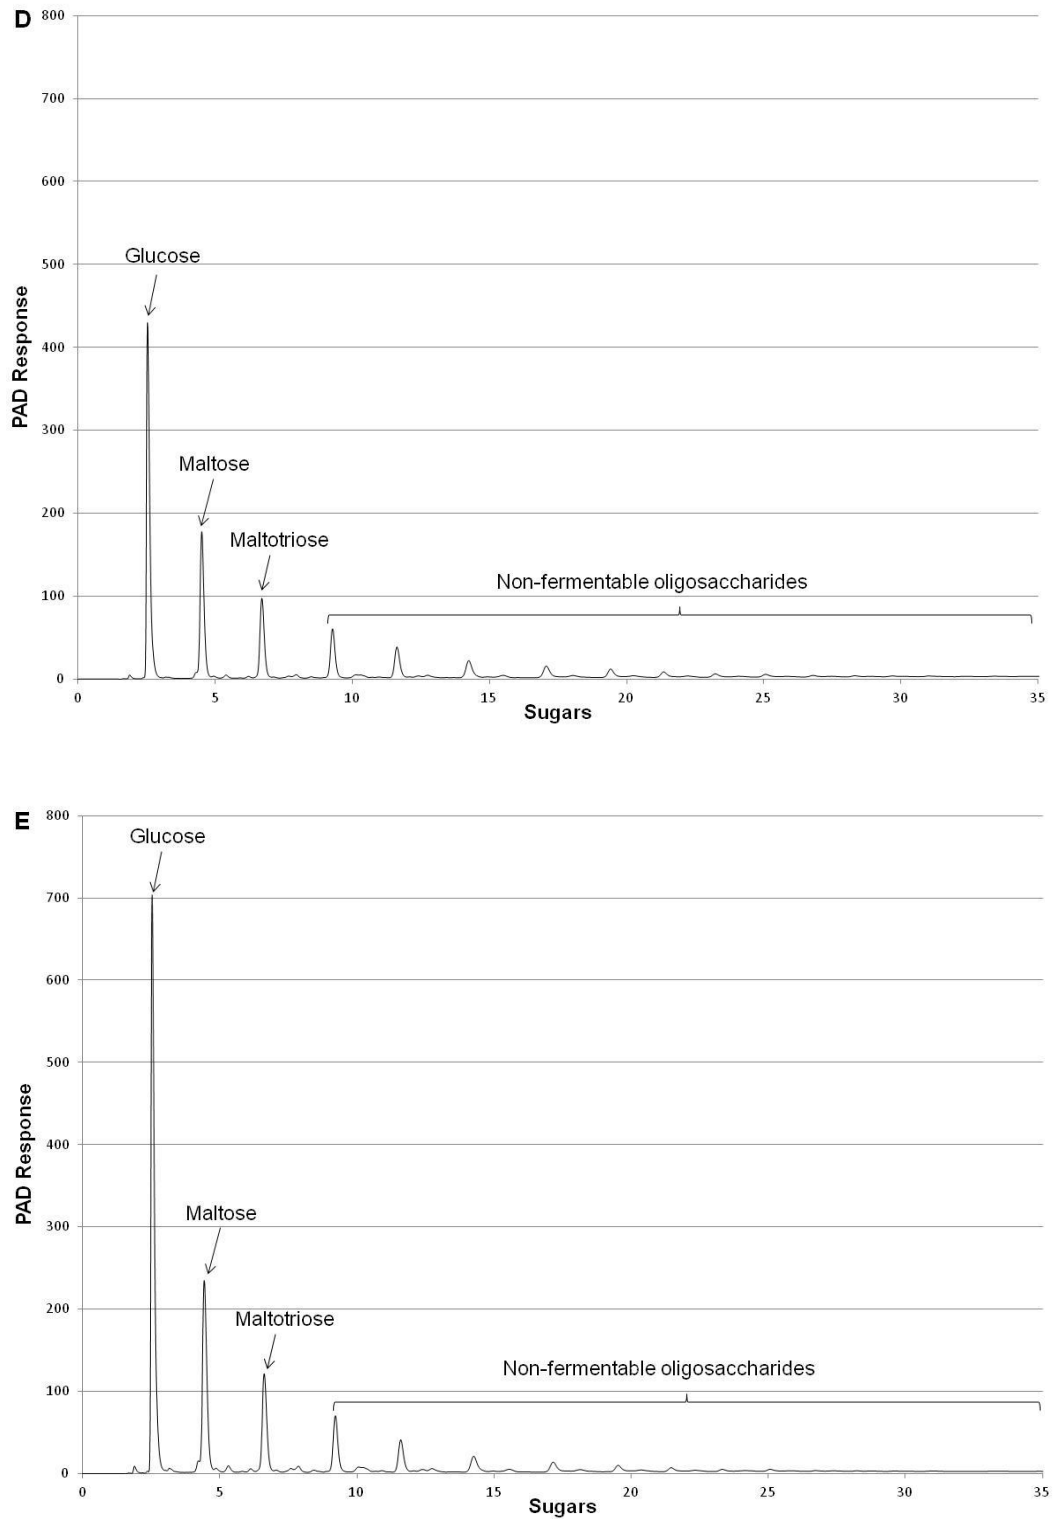 D
800
700
600
500
400
300
200
100
0
PAD Response
Glucose
Maltose
Maltotriose
Non-fermentable oligosaccharides
0 5 10 15 20 25 30 35
Sugars
E
800
700
600
500
400
300
200
100
0
PAD Response
Glucose
Maltose
Maltotriose
Non-fermentable oligosaccharides
0 5 10 15 20 25 30 35
Sugars